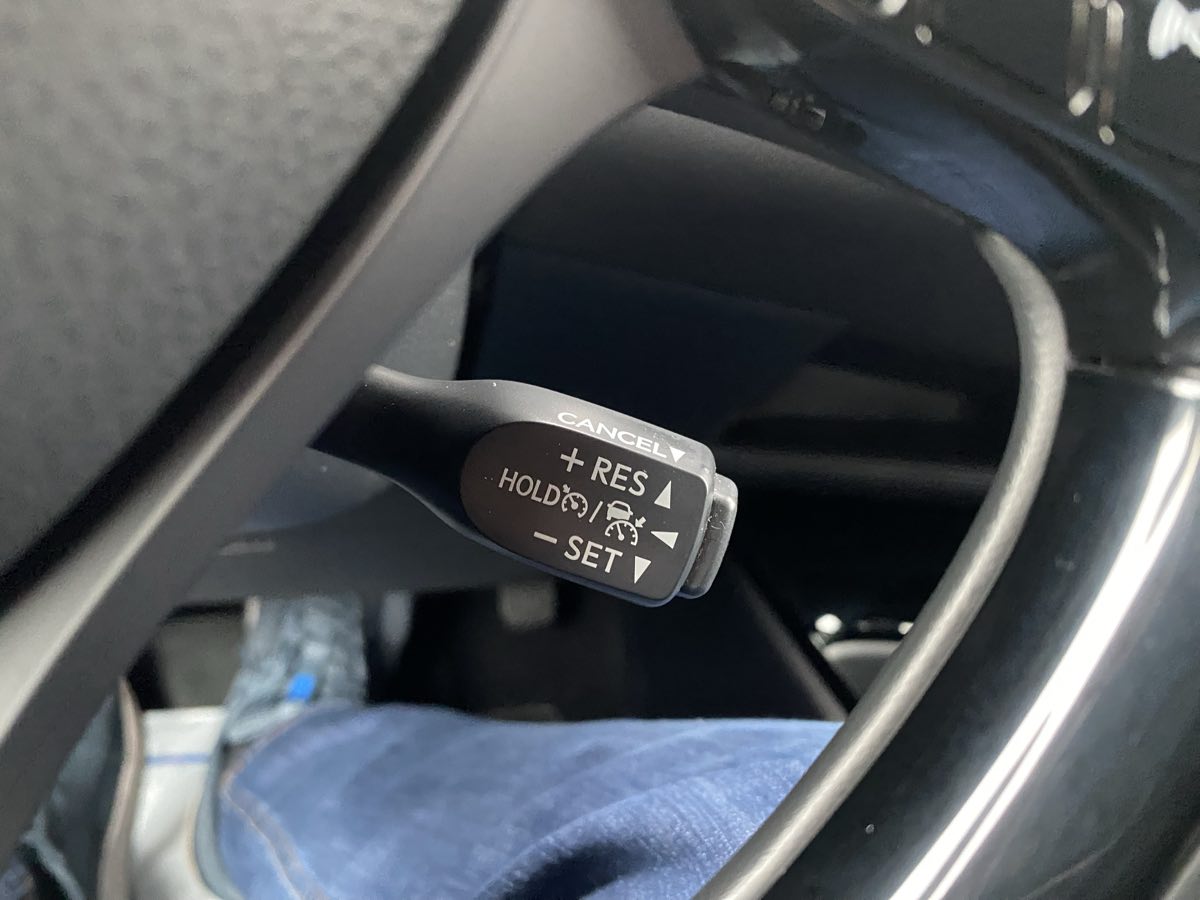 CANCEL▼
+ RES ▲
HOLD / ◀
− SET ▼